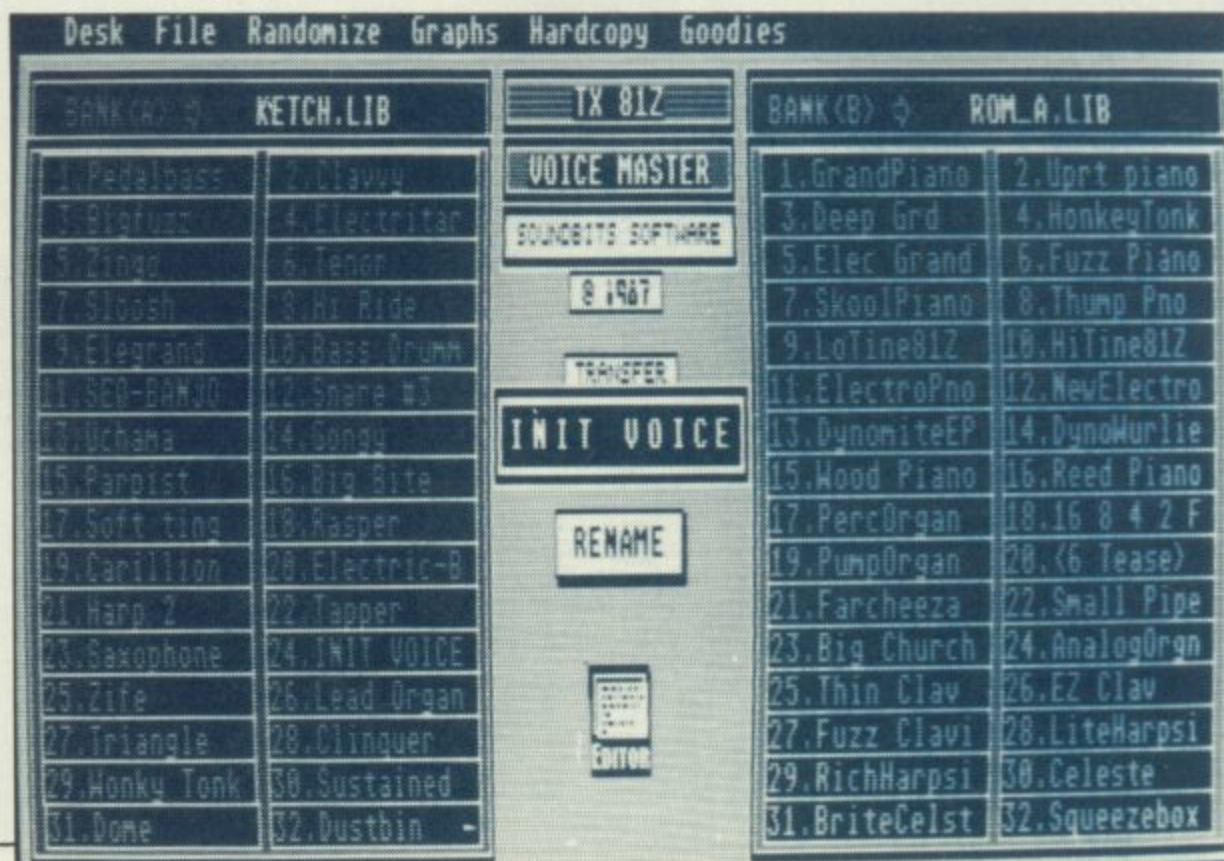 Desk File Randomize Graphs Hardcopy Goodies
BANK<A> ➩ KETCH.LIB
1.Pedalbass 2.Clavvy
3.Bigfuzz 4.Electritar
5.Zingo 6.Tenor
7.Sloosh 8.Hi Ride
9.Elegrand 10.Bass Drumm
11.SEQ-BAMJO 12.Snare #3
13.Uchama 14.Gongy
15.Parpist 16.Big Bite
17.Soft ting 18.Rasper
19.Carillion 20.Electric-B
21.Harp 2 22.Tapper
23.Saxophone 24.INIT VOICE
25.Zife 26.Lead Organ
27.Triangle 28.Clinquer
29.Wonky Tonk 30.Sustained
31.Dome 32.Dustbin -
TX 81Z
VOICE MASTER
SOUNDBITS SOFTWARE
@ 1987
TRANSFER
INIT VOICE
RENAME
EDITOR
BANK<B> ➩ ROM_A.LIB
1.GrandPiano 2.Uprt piano
3.Deep Grd 4.HonkeyTonk
5.Elec Grand 6.Fuzz Piano
7.SkoolPiano 8.Thump Pno
9.LoTine81Z 10.HiTine81Z
11.ElectroPno 12.NewElectro
13.DynomiteEP 14.DynoWurlie
15.Wood Piano 16.Reed Piano
17.PercOrgan 18.16 8 4 2 F
19.PumpOrgan 20.<6 Tease>
21.Farcheeza 22.Small Pipe
23.Big Church 24.AnalogOrgn
25.Thin Clav 26.EZ Clav
27.Fuzz Clavi 28.LiteHarpsi
29.RichHarpsi 30.Celeste
31.BriteCelst 32.Squeezebox